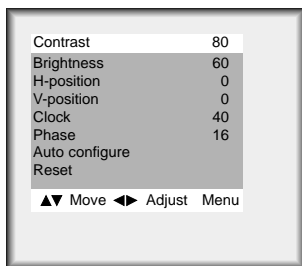 Contrast 80
Brightness 60
H-position 0
V-position 0
Clock 40
Phase 16
Auto configure
Reset
▲▼ Move ◀▶ Adjust Menu